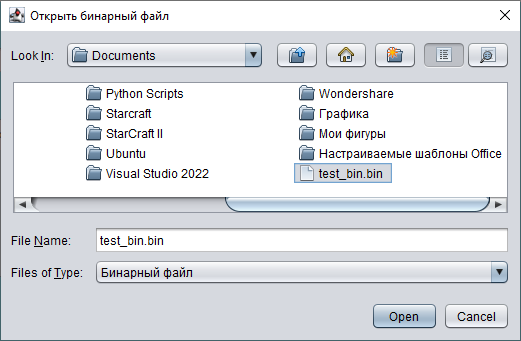 Открыть бинарный файл
Look In: Documents
Python Scripts
Starcraft
StarCraft II
Ubuntu
Visual Studio 2022
Wondershare
Графика
Мои фигуры
Настраиваемые шаблоны Office
test_bin.bin
File Name: test_bin.bin
Files of Type: Бинарный файл
Open Cancel